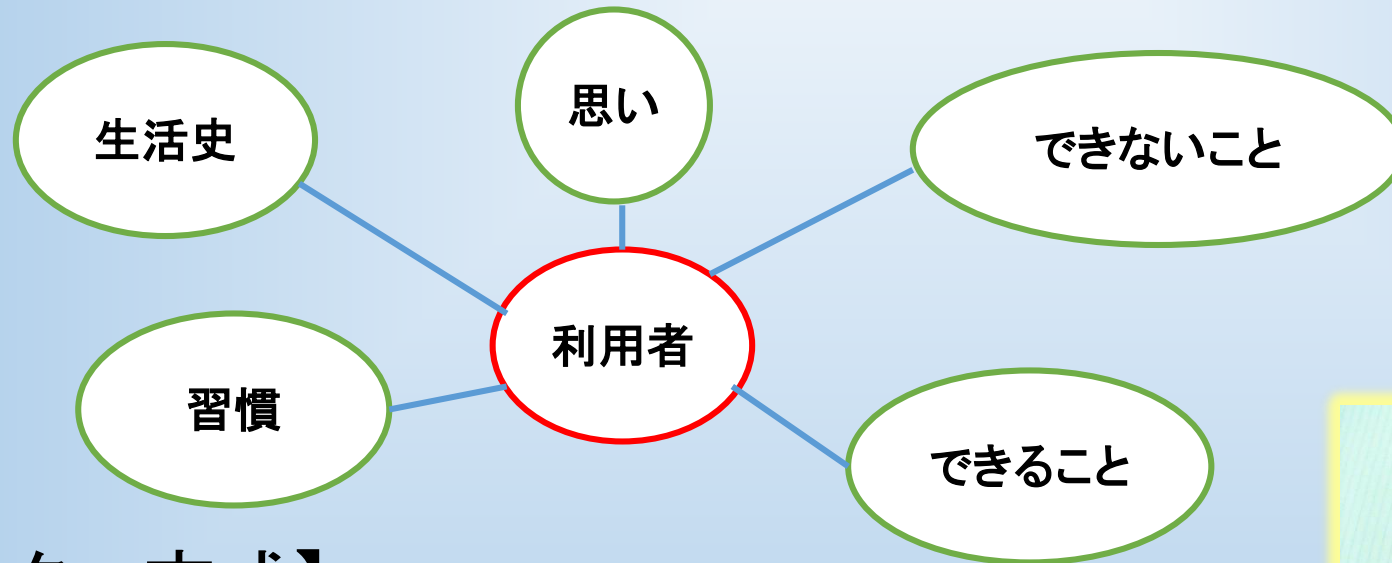 思い
生活史
できないこと
利用者
習慣
できること